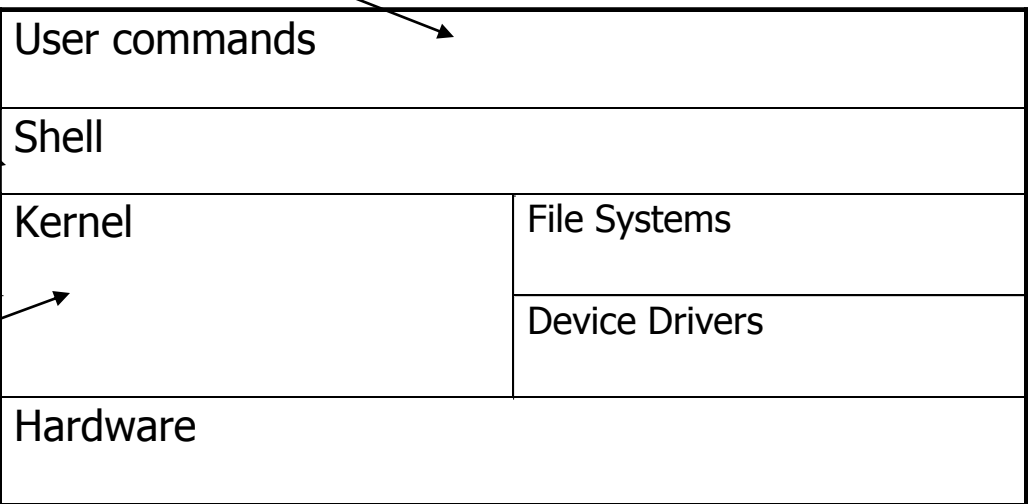 User commands
Shell
Kernel
File Systems
Device Drivers
Hardware